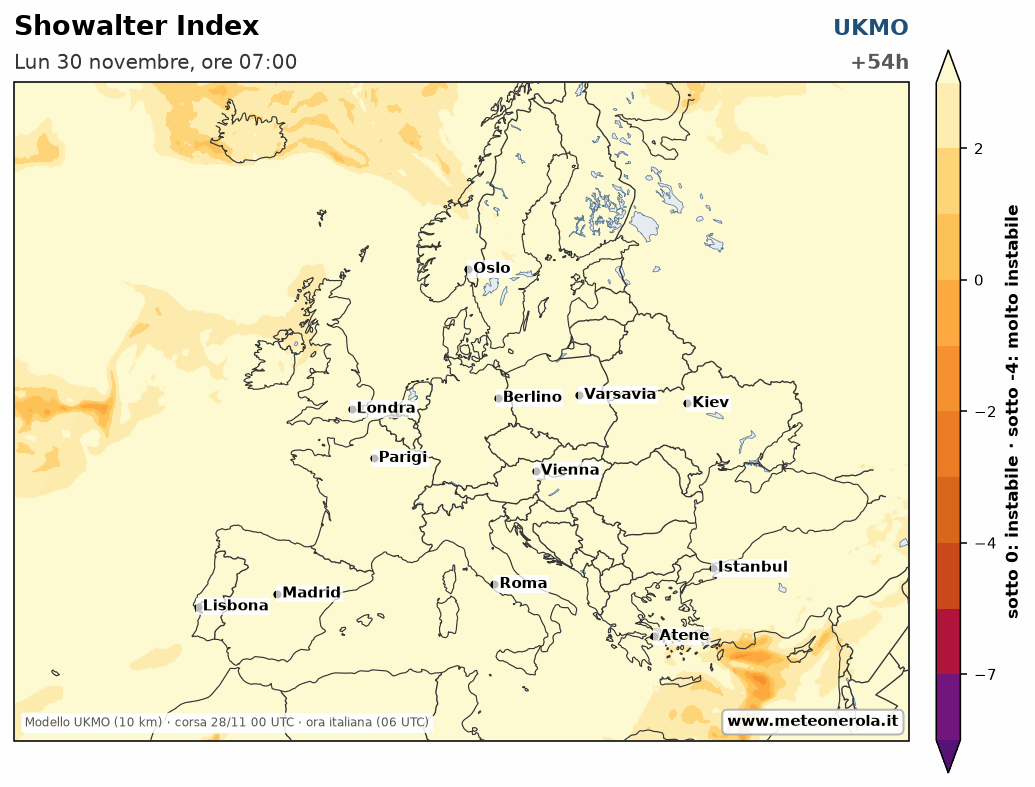 Showalter Index
UKMO
Lun 30 novembre, ore 07:00
+54h
Oslo
Berlino
Varsavia
Kiev
Londra
Parigi
Vienna
Istanbul
Roma
Madrid
Lisbona
Atene
Modello UKMO (10 km) · corsa 28/11 00 UTC · ora italiana (06 UTC)
www.meteonerola.it
2
0
−2
−4
−7
sotto 0: instabile · sotto -4: molto instabile